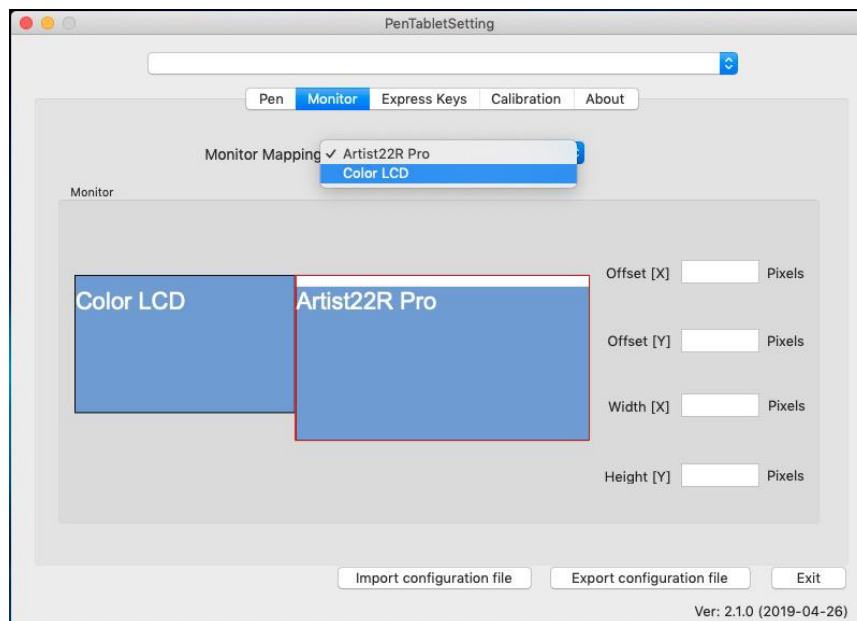 PenTabletSetting
Pen Monitor Express Keys Calibration About
Monitor Mapping ✓ Artist22R Pro
Color LCD
Monitor
Offset [X] Pixels
Color LCD Artist22R Pro
Offset [Y] Pixels
Width [X] Pixels
Height [Y] Pixels
Import configuration file Export configuration file Exit
Ver: 2.1.0 (2019-04-26)